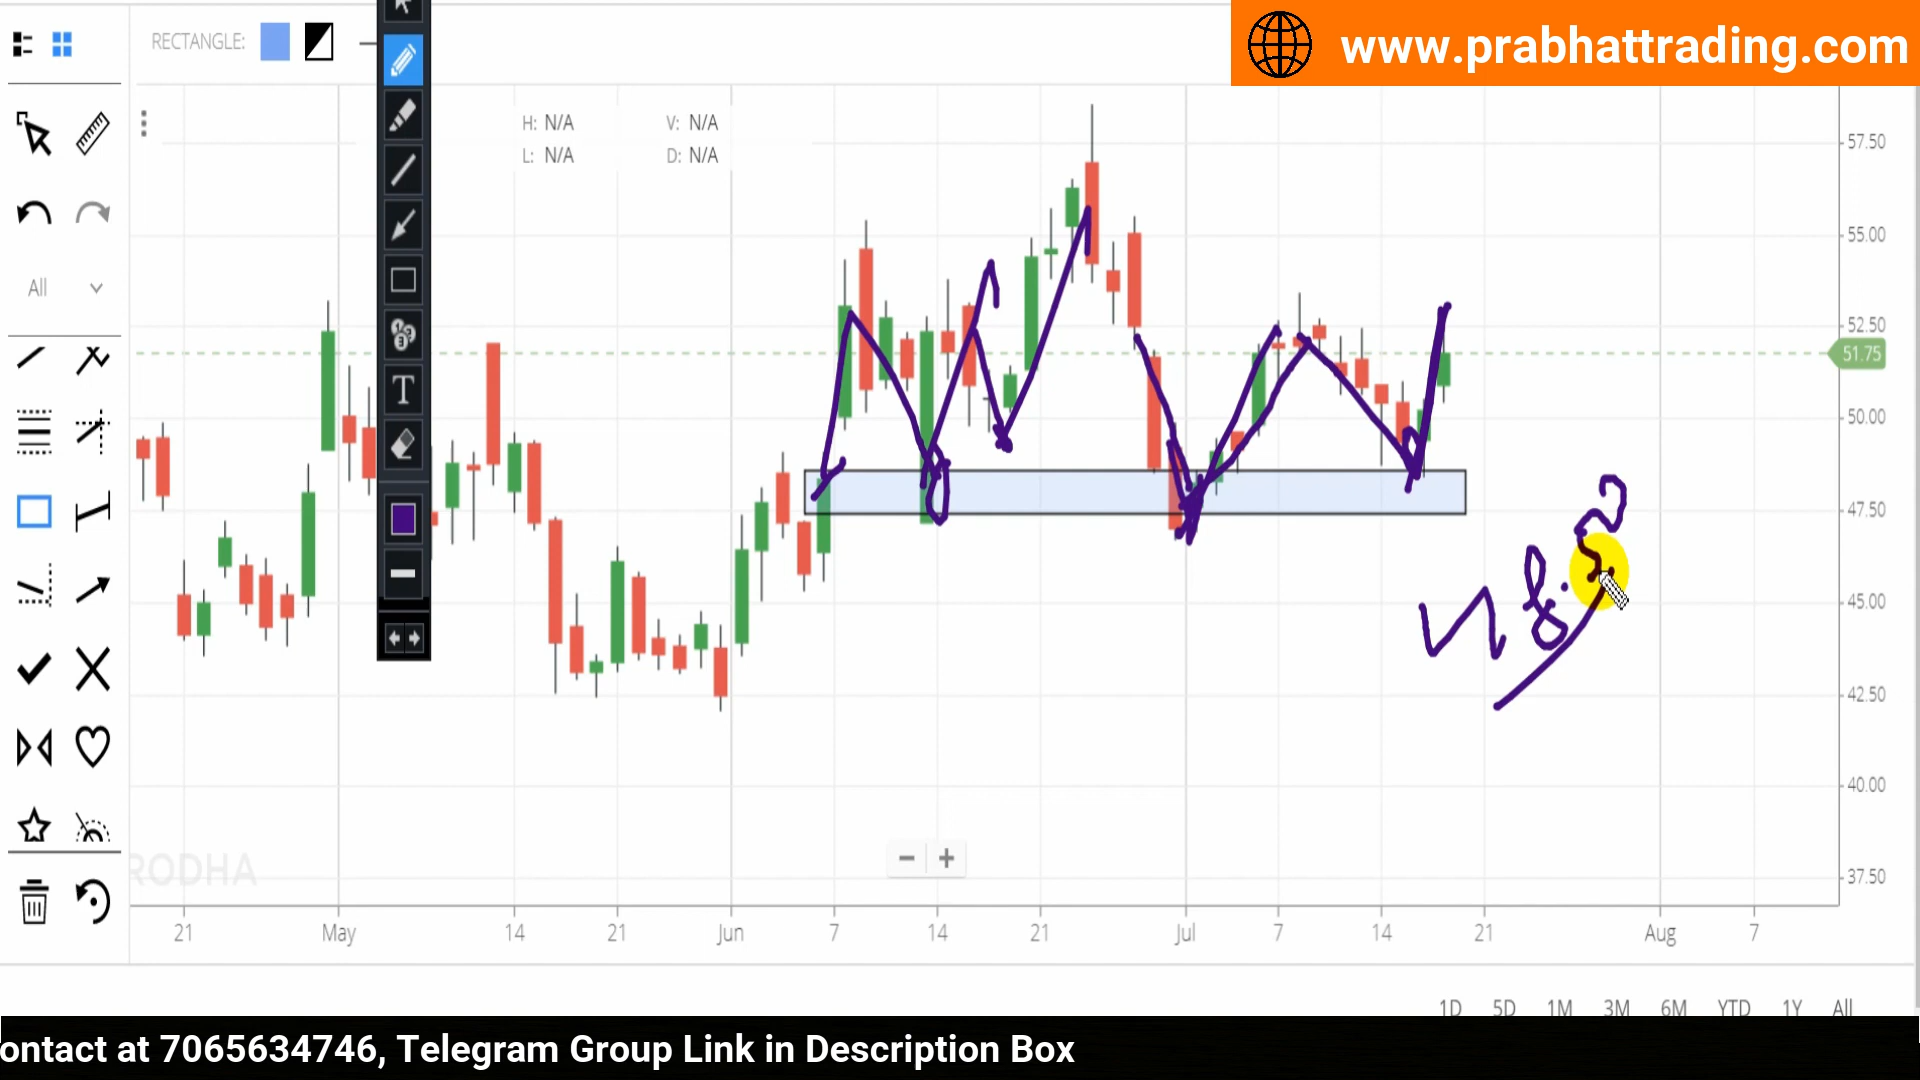 RECTANGLE:
www.prabhattrading.com
H: N/A V: N/A
L: N/A D: N/A
All
57.50
55.00
52.50
51.75
50.00
47.50
45.00
42.50
40.00
37.50
RODHA
21 May 14 21 Jun 7 14 21 Jul 7 14 21 Aug 7
1D 5D 1M 3M 6M YTD 1Y All
ontact at 7065634746, Telegram Group Link in Description Box